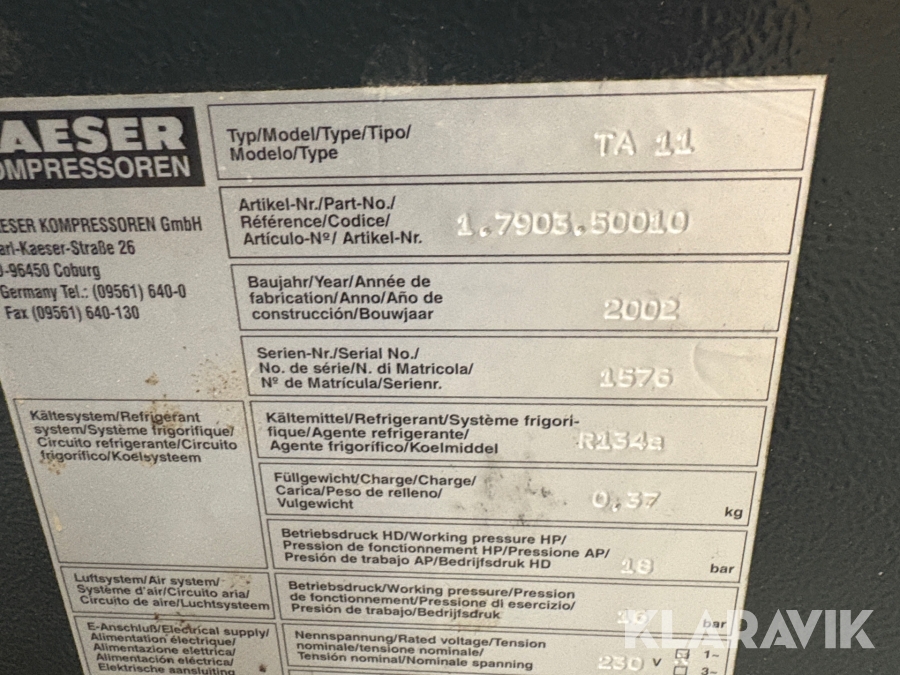 AESER
OMPRESSOREN
ESER KOMPRESSOREN GmbH
arl-Kaeser-Straße 26
-96450 Coburg
Germany Tel.: (09561) 640-0
Fax (09561) 640-130
Typ/Model/Type/Tipo/
Modelo/Type
TA 11
Artikel-Nr./Part-No./
Référence/Codice/
Artículo-Nº/ Artikel-Nr.
1.7903.50010
Baujahr/Year/Année de
fabrication/Anno/Año de
construcción/Bouwjaar
2002
Serien-Nr./Serial No./
No. de série/N. di Matricola/
Nº de Matrícula/Serienr.
1576
Kältesystem/Refrigerant
system/Système frigorifique/
Circuito refrigerante/Circuito
frigorífico/Koelsysteem
Kältemittel/Refrigerant/Système frigori-
fique/Agente refrigerante/
Agente frigorífico/Koelmiddel
R134a
Füllgewicht/Charge/Charge/
Carica/Peso de relleno/
Vulgewicht
0,37 kg
Betriebsdruck HD/Working pressure HP/
Pression de fonctionnement HP/Pressione AP/
Presión de trabajo AP/Bedrijfsdruk HD
bar
Luftsystem/Air system/
Système d'air/Circuito aria/
Circuito de aire/Luchtsysteem
Betriebsdruck/Working pressure/Pression
de fonctionnement/Pressione di esercizio/
Presión de trabajo/Bedrijfsdruk
16 bar
E-Anschluß/Electrical supply/
Alimentation électrique/
Alimentazione elettrica/
Alimentación eléctrica/
Elektrische aansluiting
Nennspannung/Rated voltage/Tension
nominale/tensione nominale/
Tensión nominal/Nominale spanning
230 V
1~
3~
KLARAVIK